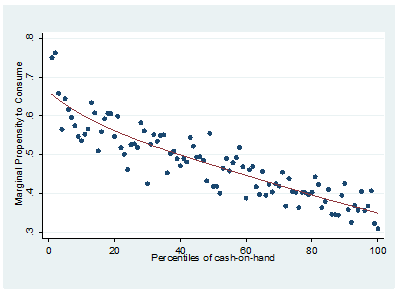 Marginal Propensity to Consume
.8
.7
.6
.5
.4
.3
0 20 40 60 80 100
Percentiles of cash-on-hand